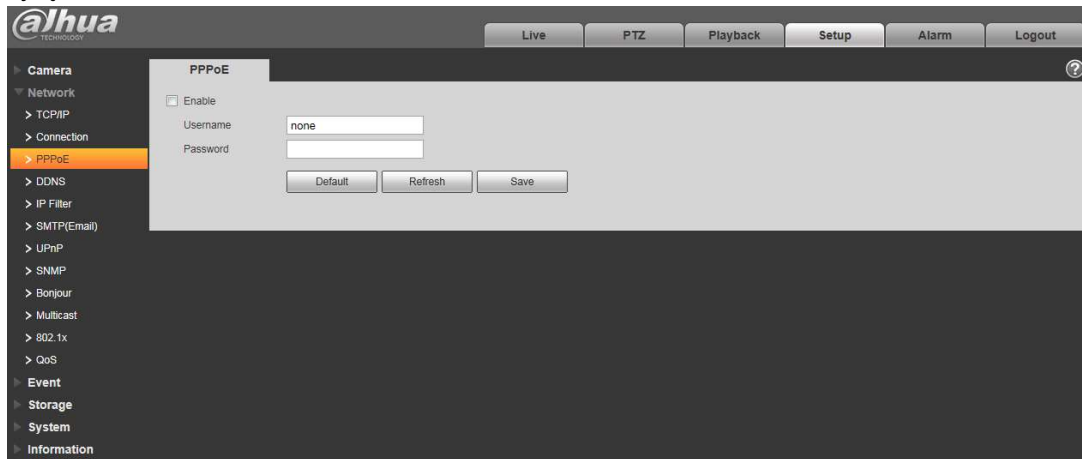 alhua
TECHNOLOGY
Live PTZ Playback Setup Alarm Logout
Camera
Network
> TCP/IP
> Connection
> PPPoE
> DDNS
> IP Filter
> SMTP(Email)
> UPnP
> SNMP
> Bonjour
> Multicast
> 802.1x
> QoS
Event
Storage
System
Information
PPPoE
?
Enable
Username none
Password
Default Refresh Save